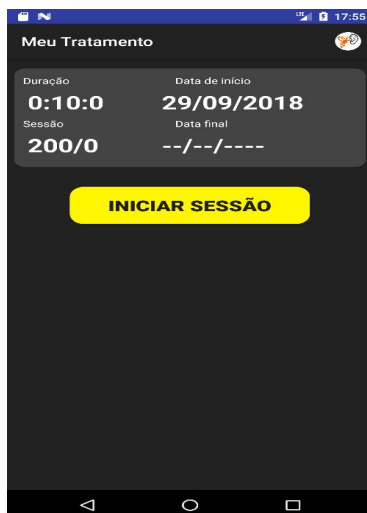 17:55
Meu Tratamento
Duração Data de início
0:10:0 29/09/2018
Sessão Data final
200/0 --/--/----
INICIAR SESSÃO